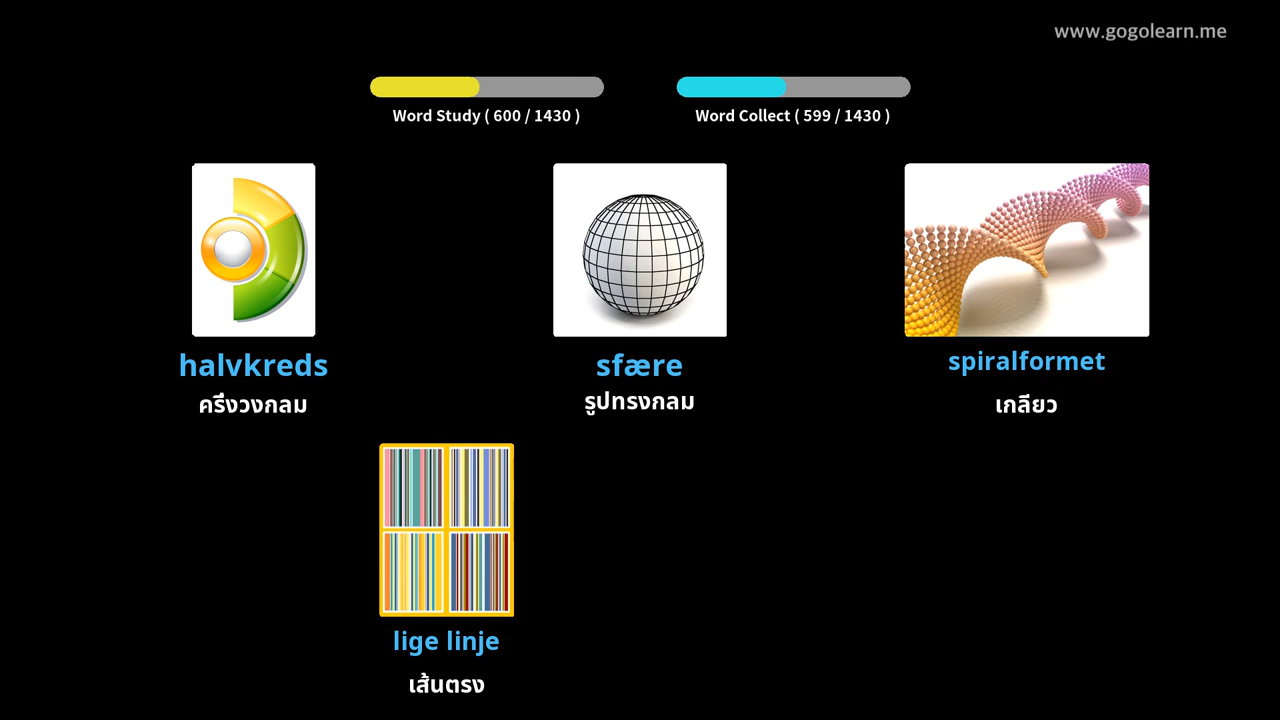 www.gogolearn.me
Word Study ( 600 / 1430 )
Word Collect ( 599 / 1430 )
halvkreds
ครึ่งวงกลม
sfære
รูปทรงกลม
spiralformet
เกลียว
lige linje
เส้นตรง